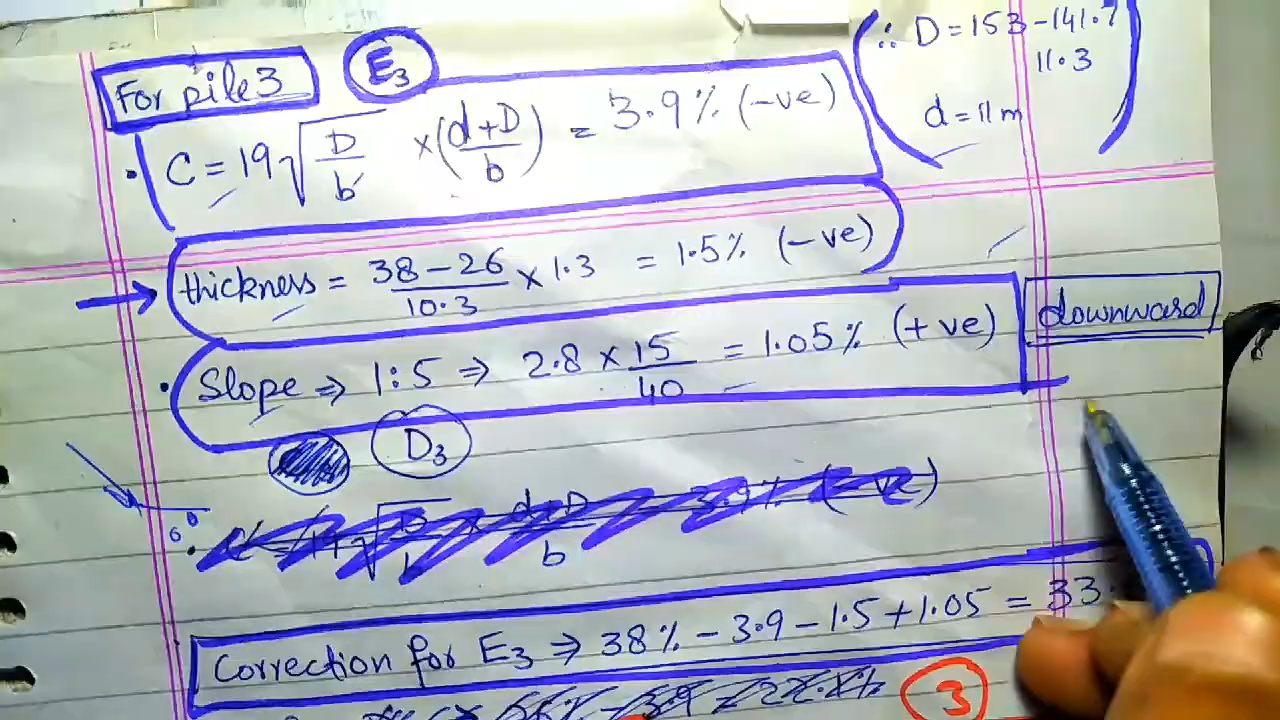 For pile 3 E₃
∴ D = 153 - 141.7
11.3
d = 11 m
• C = 19√(D/b) × (d+D/b) = 3.9% (-ve)
→ thickness = 38-26/10.3 × 1.3 = 1.5% (-ve)
• Slope ⇒ 1:5 ⇒ 2.8 × 15/40 = 1.05% (+ve) downward
D₃
Correction for E₃ ⇒ 38% - 3.9 - 1.5 + 1.05 = 33.
3